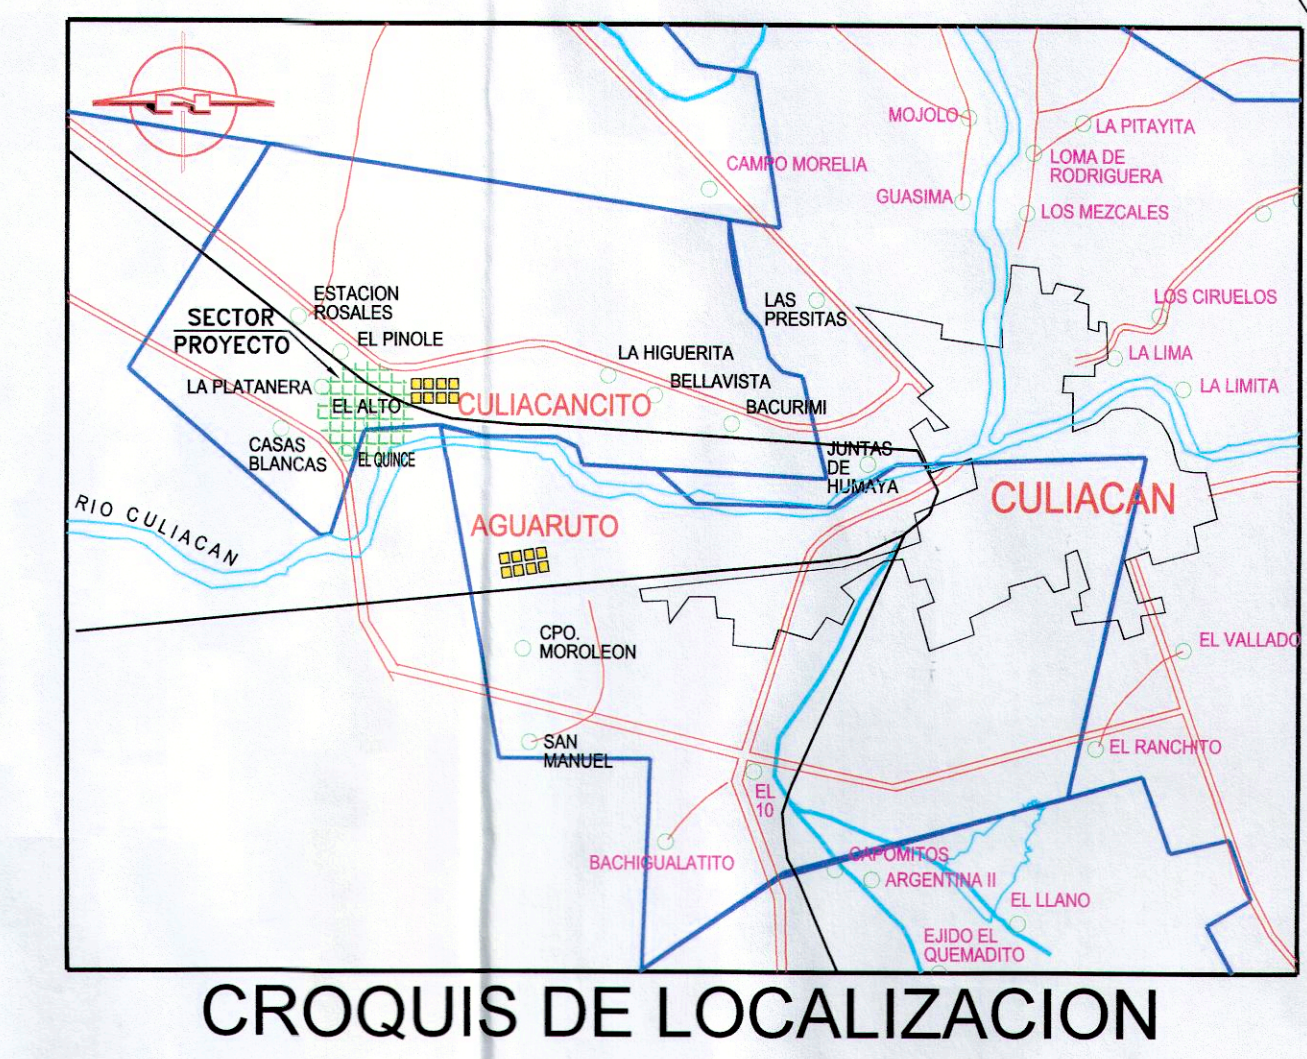 MOJOLO
LA PITAYITA
CAMPO MORELIA
LOMA DE
RODRIGUERA
GUASIMA
LOS MEZCALES
ESTACION
ROSALES
LAS
PRESITAS
LOS CIRUELOS
SECTOR
PROYECTO
EL PINOLE
LA HIGUERITA
LA LIMA
LA PLATANERA
BELLAVISTA
LA LIMITA
EL ALTO
CULIACANCITO
BACURIMI
CASAS
BLANCAS
EL QUINCE
JUNTAS
DE
HUMAYA
RIO CULIACAN
AGUARUTO
CULIACAN
CPO.
MOROLEON
EL VALLADO
SAN
MANUEL
EL RANCHITO
EL
10
BACHIGUALATITO
CAPOMITOS
ARGENTINA II
EL LLANO
EJIDO EL
QUEMADITO
CROQUIS DE LOCALIZACION